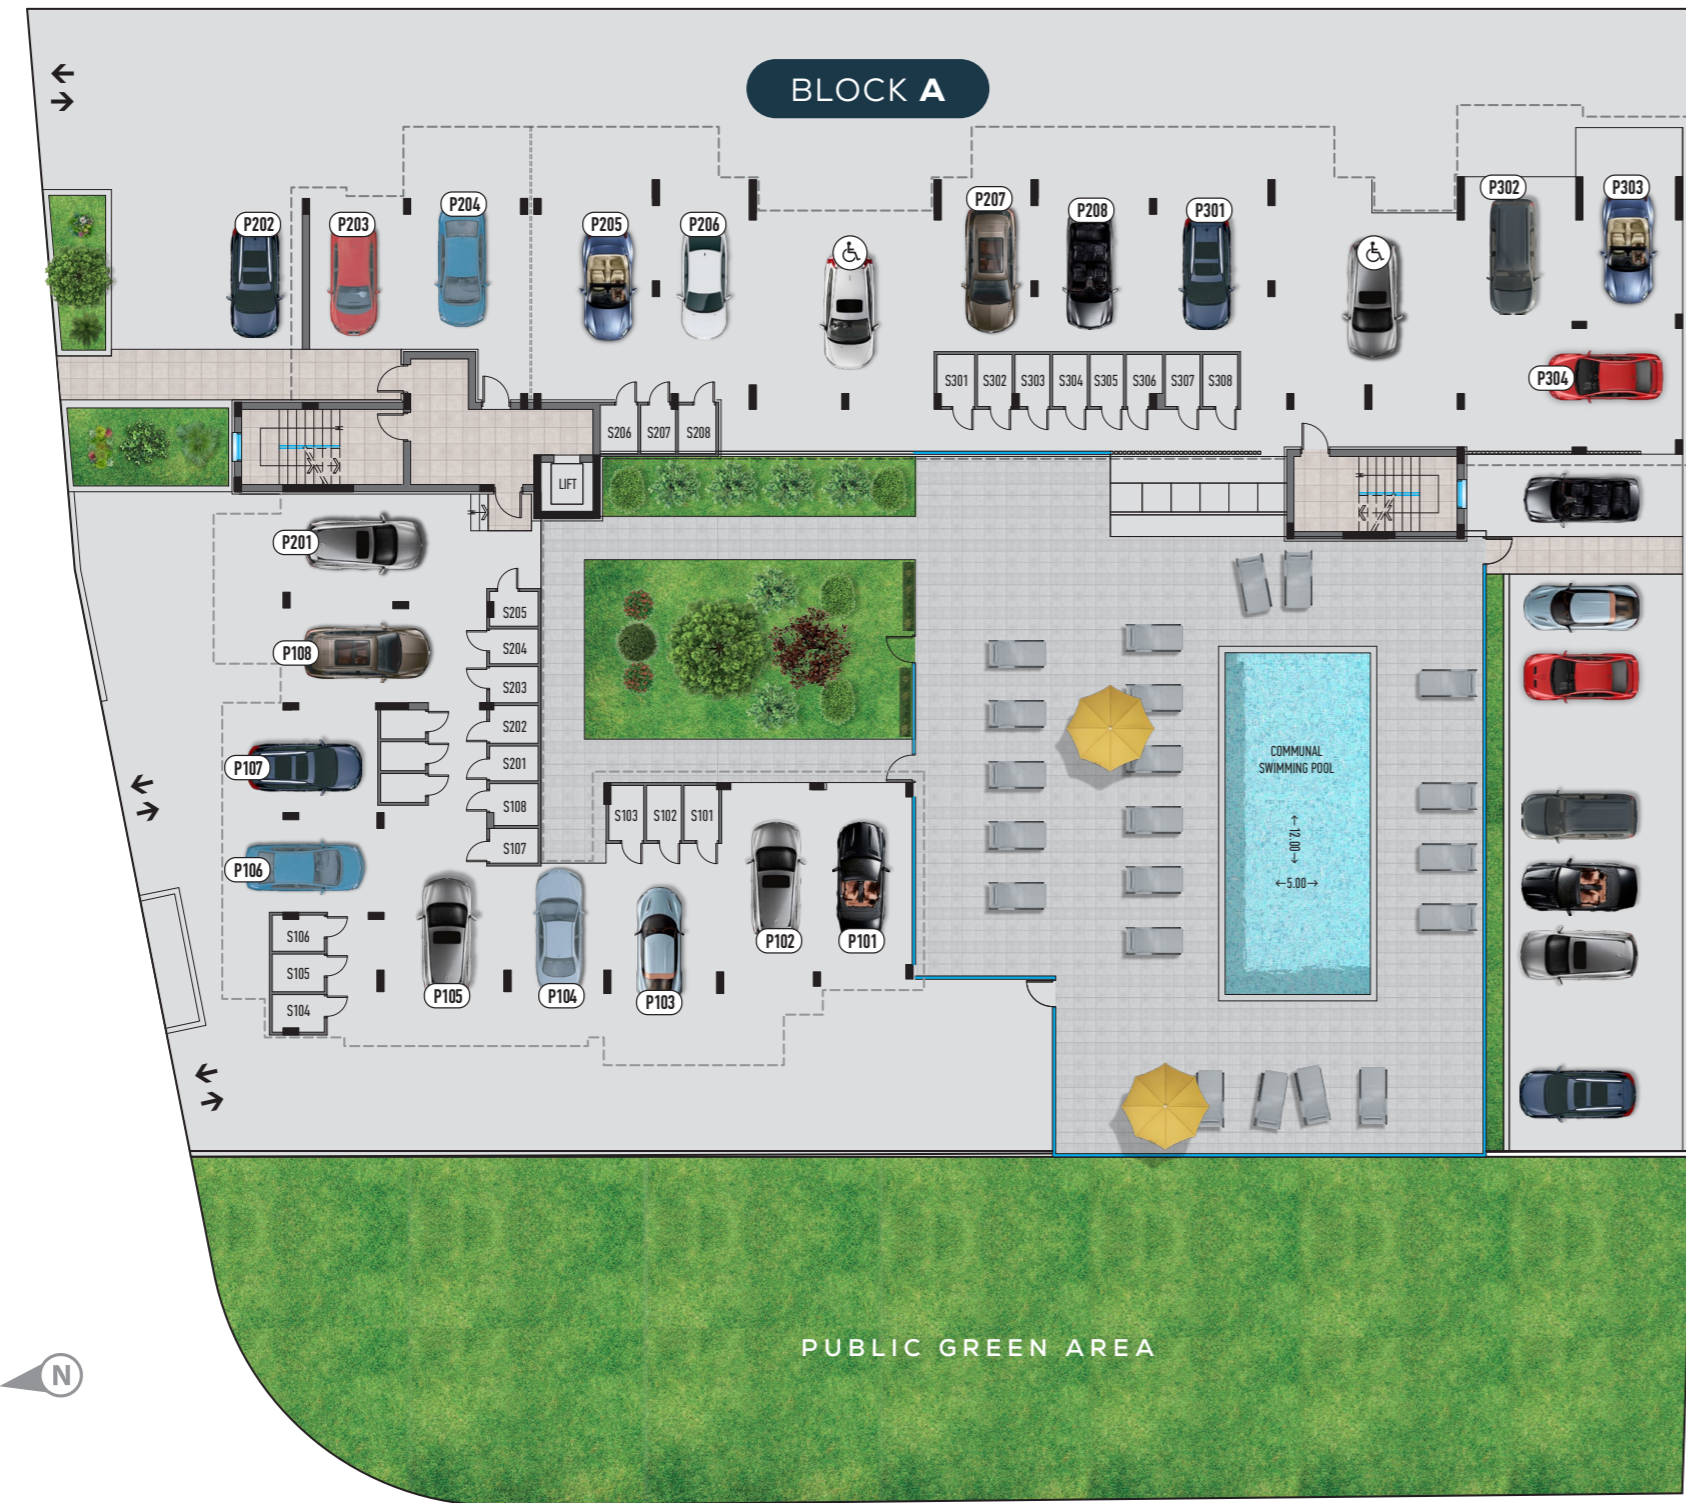 BLOCK A
P202
P203
P204
P205
P206
P207
P208
P301
P302
P303
P304
S301
S302
S303
S304
S305
S306
S307
S308
S206
S207
S208
LIFT
P201
P108
P107
P106
S205
S204
S203
S202
S201
S108
S107
S103
S102
S101
P102
P101
P105
P104
P103
S106
S105
S104
COMMUNAL
SWIMMING POOL
12.00
5.00
PUBLIC GREEN AREA
N